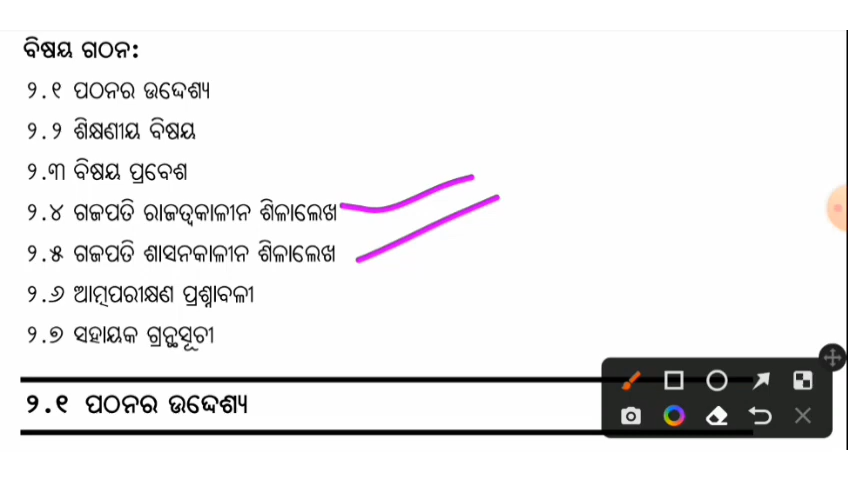 ବିଷୟ ଗଠନ:
୨.୧ ପଠନର ଉଦ୍ଦେଶ୍ୟ
୨.୨ ଶିକ୍ଷଣୀୟ ବିଷୟ
୨.୩ ବିଷୟ ପ୍ରବେଶ
୨.୪ ଗଜପତି ରାଜତ୍ୱକାଳୀନ ଶିଳାଲେଖ
୨.୫ ଗଜପତି ଶାସନକାଳୀନ ଶିଳାଲେଖ
୨.୬ ଆତ୍ମପରୀକ୍ଷଣ ପ୍ରଶ୍ନାବଳୀ
୨.୭ ସହାୟକ ଗ୍ରନ୍ଥସୂଚୀ
୨.୧ ପଠନର ଉଦ୍ଦେଶ୍ୟ